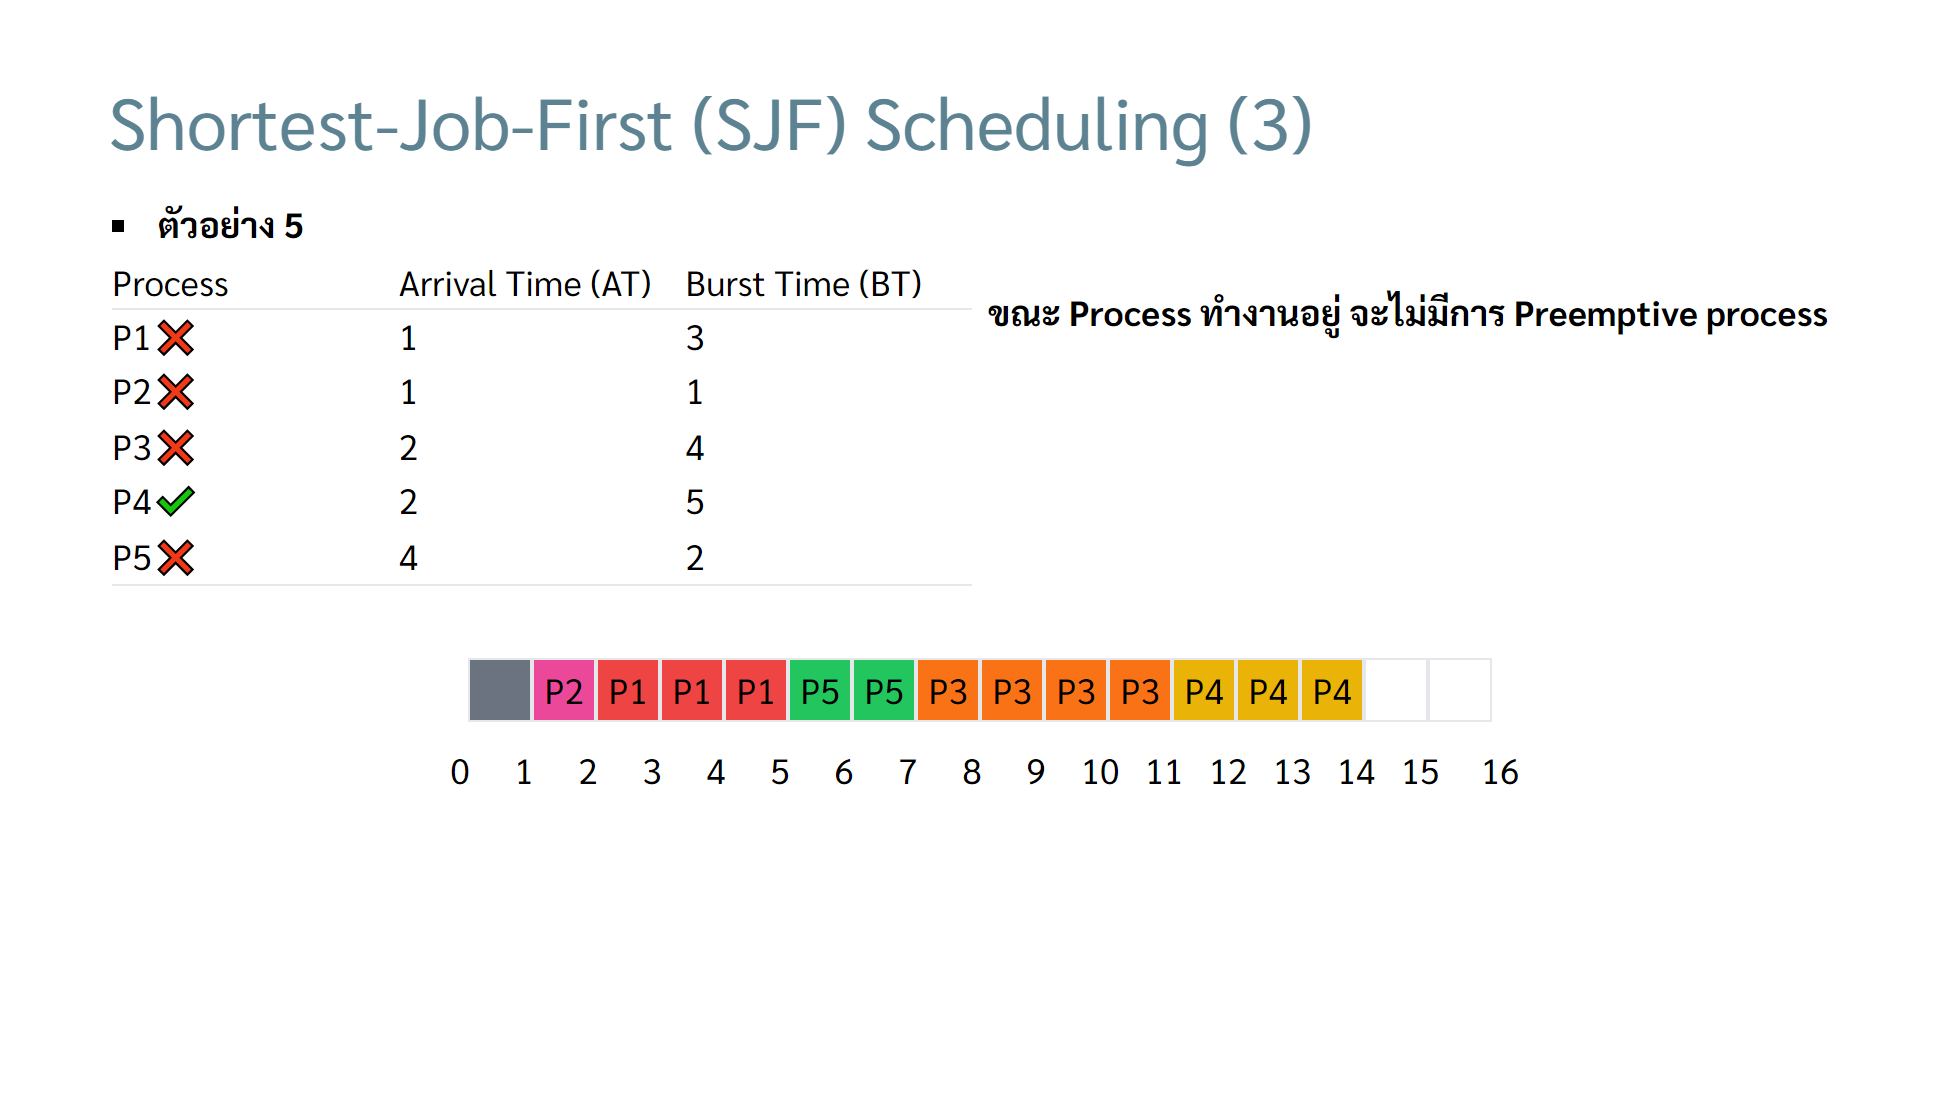 Shortest-Job-First (SJF) Scheduling (3)
▪ ตัวอย่าง 5
Process Arrival Time (AT) Burst Time (BT)
ขณะ Process ทำงานอยู่ จะไม่มีการ Preemptive process
P1 ❌ 1 3
P2 ❌ 1 1
P3 ❌ 2 4
P4 ✔ 2 5
P5 ❌ 4 2
P2 P1 P1 P1 P5 P5 P3 P3 P3 P3 P4 P4 P4
0 1 2 3 4 5 6 7 8 9 10 11 12 13 14 15 16